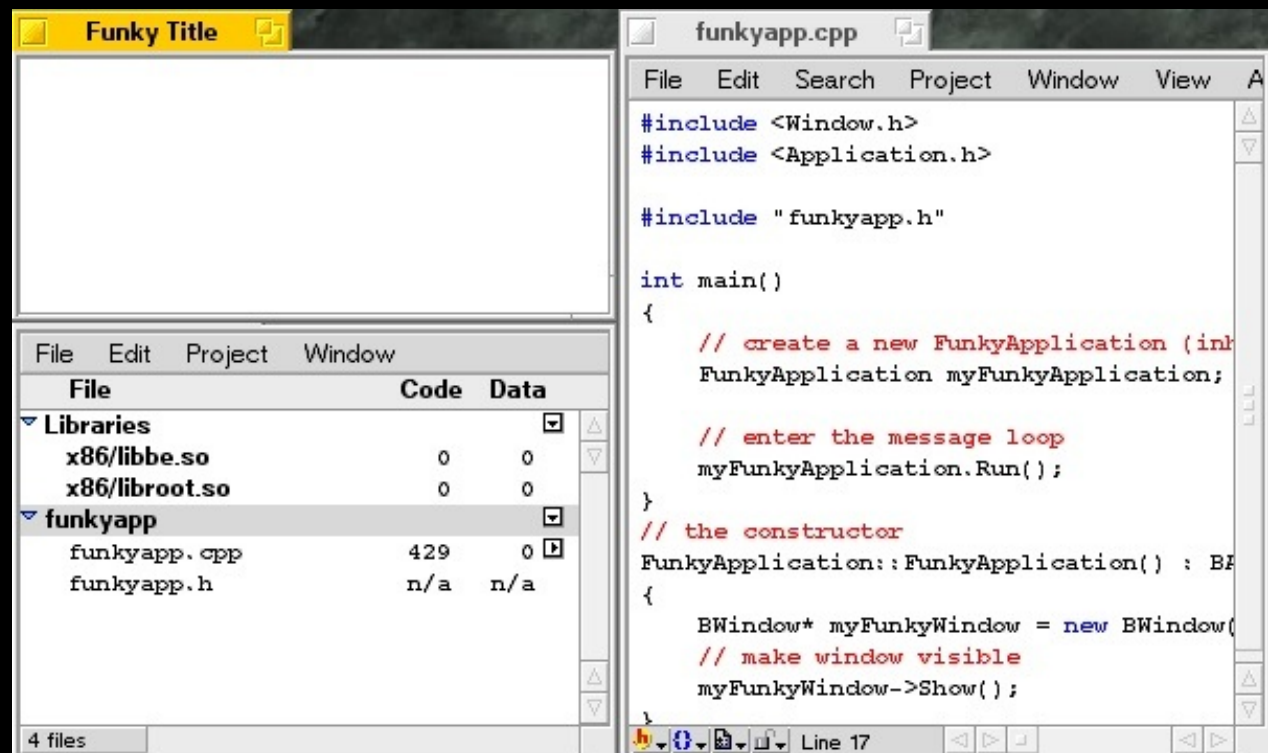 Funky Title
File Edit Project Window
File Code Data
Libraries
x86/libbe.so 0 0
x86/libroot.so 0 0
funkyapp
funkyapp.cpp 429 0
funkyapp.h n/a n/a
4 files
funkyapp.cpp
File Edit Search Project Window View A
#include <Window.h>
#include <Application.h>
#include "funkyapp.h"
int main()
{
// create a new FunkyApplication (inh
FunkyApplication myFunkyApplication;
// enter the message loop
myFunkyApplication.Run();
}
// the constructor
FunkyApplication::FunkyApplication() : BA
{
BWindow* myFunkyWindow = new BWindow(
// make window visible
myFunkyWindow->Show();
}
Line 17